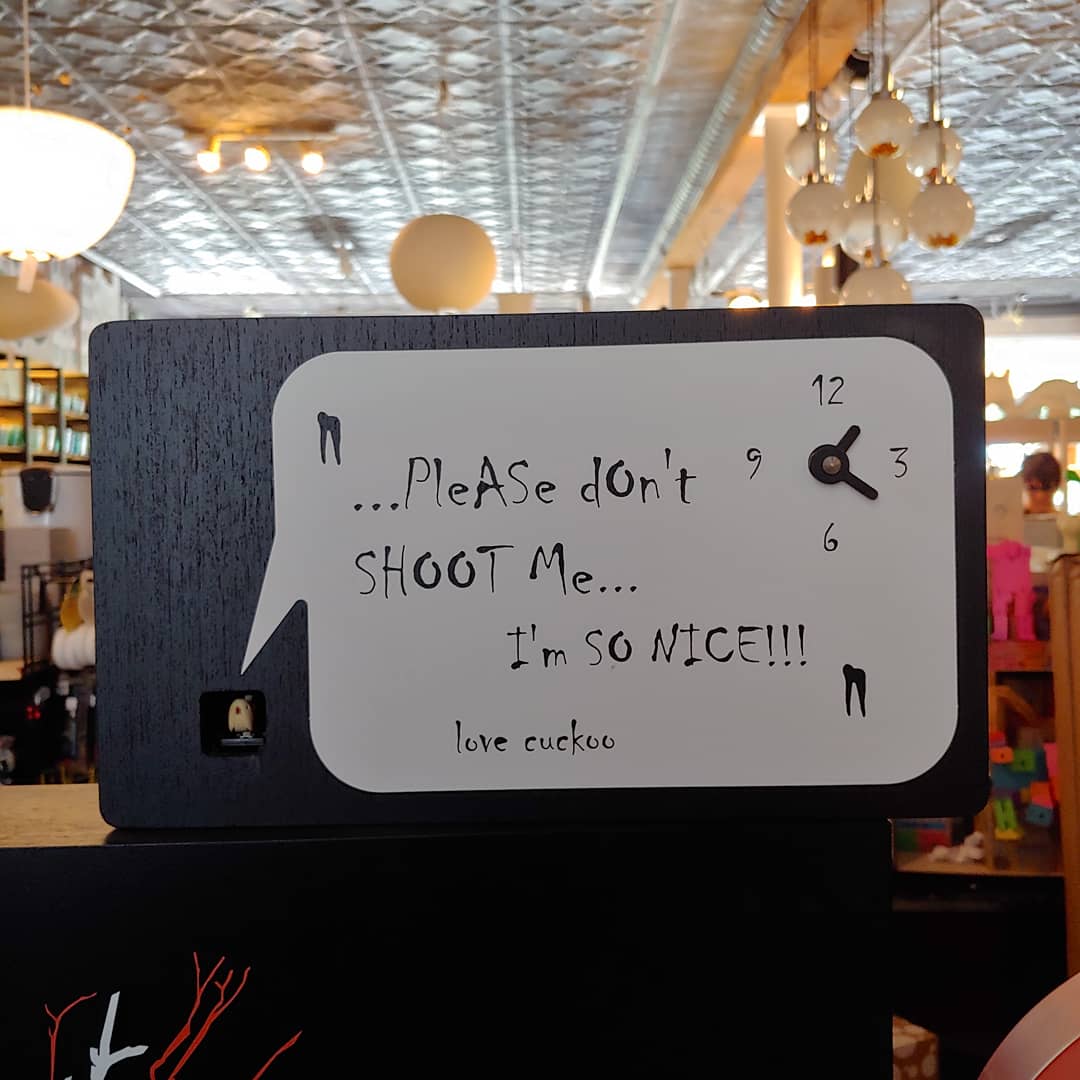 12
"
...PleASe dOn't
9
3
SHOOT Me...
6
I'm SO NICE!!!
"
love cuckoo